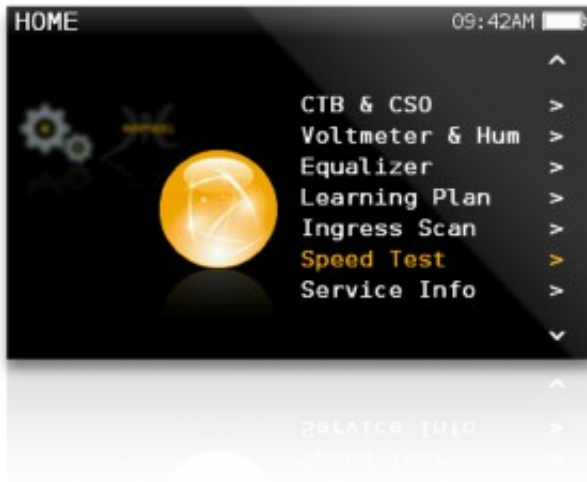 HOME 09:42AM
CTB & CSO >
Voltmeter & Hum >
Equalizer >
Learning Plan >
Ingress Scan >
Speed Test >
Service Info >